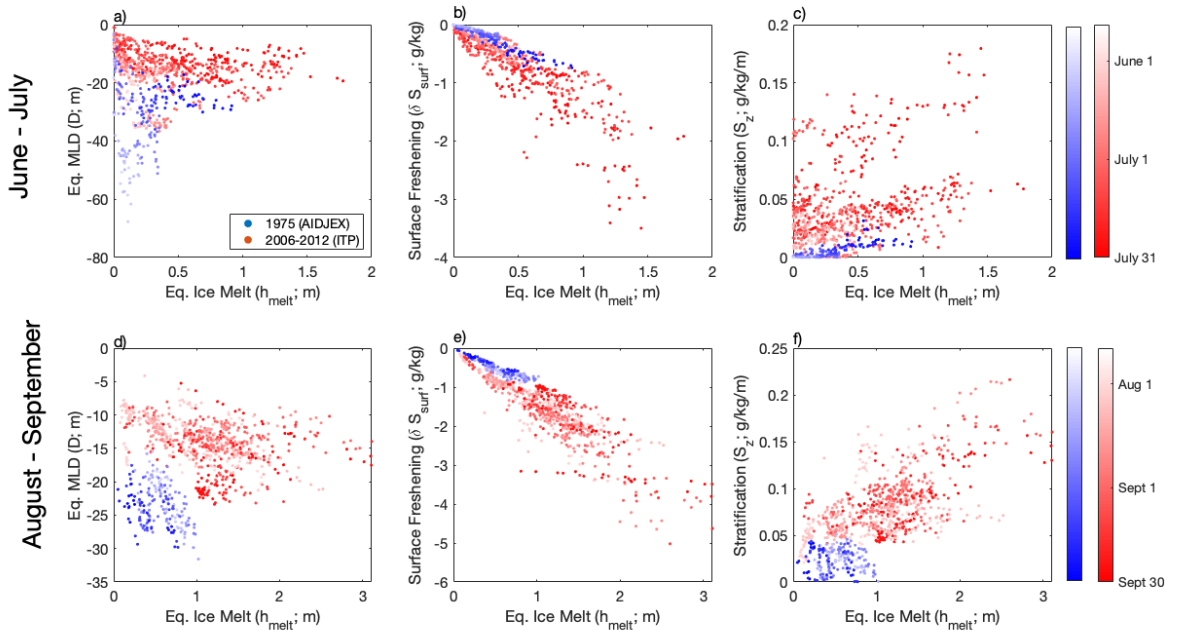 June - July
a)
Eq. MLD (D; m)
0
-20
-40
-60
-80
0 0.5 1 1.5 2
Eq. Ice Melt (h_melt; m)
1975 (AIDJEX)
2006-2012 (ITP)
b)
Surface Freshening (δ S_surf; g/kg)
0
-1
-2
-3
-4
0 0.5 1 1.5 2
Eq. Ice Melt (h_melt; m)
c)
Stratification (S_z; g/kg/m)
0.2
0.15
0.1
0.05
0
0 0.5 1 1.5 2
Eq. Ice Melt (h_melt; m)
June 1
July 1
July 31
August - September
d)
Eq. MLD (D; m)
0
-5
-10
-15
-20
-25
-30
-35
0 1 2 3
Eq. Ice Melt (h_melt; m)
e)
Surface Freshening (δ S_surf; g/kg)
0
-1
-2
-3
-4
-5
-6
0 1 2 3
Eq. Ice Melt (h_melt; m)
f)
Stratification (S_z; g/kg/m)
0.25
0.2
0.15
0.1
0.05
0
0 1 2 3
Eq. Ice Melt (h_melt; m)
Aug 1
Sept 1
Sept 30